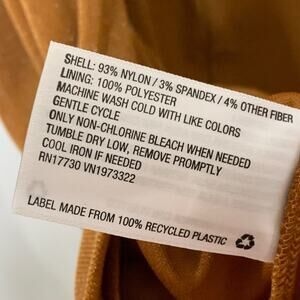 SHELL: 93% NYLON / 3% SPANDEX / 4% OTHER FIBER
LINING: 100% POLYESTER
MACHINE WASH COLD WITH LIKE COLORS
GENTLE CYCLE
ONLY NON-CHLORINE BLEACH WHEN NEEDED
TUMBLE DRY LOW, REMOVE PROMPTLY
COOL IRON IF NEEDED
RN17730 VN1973322
LABEL MADE FROM 100% RECYCLED PLASTIC